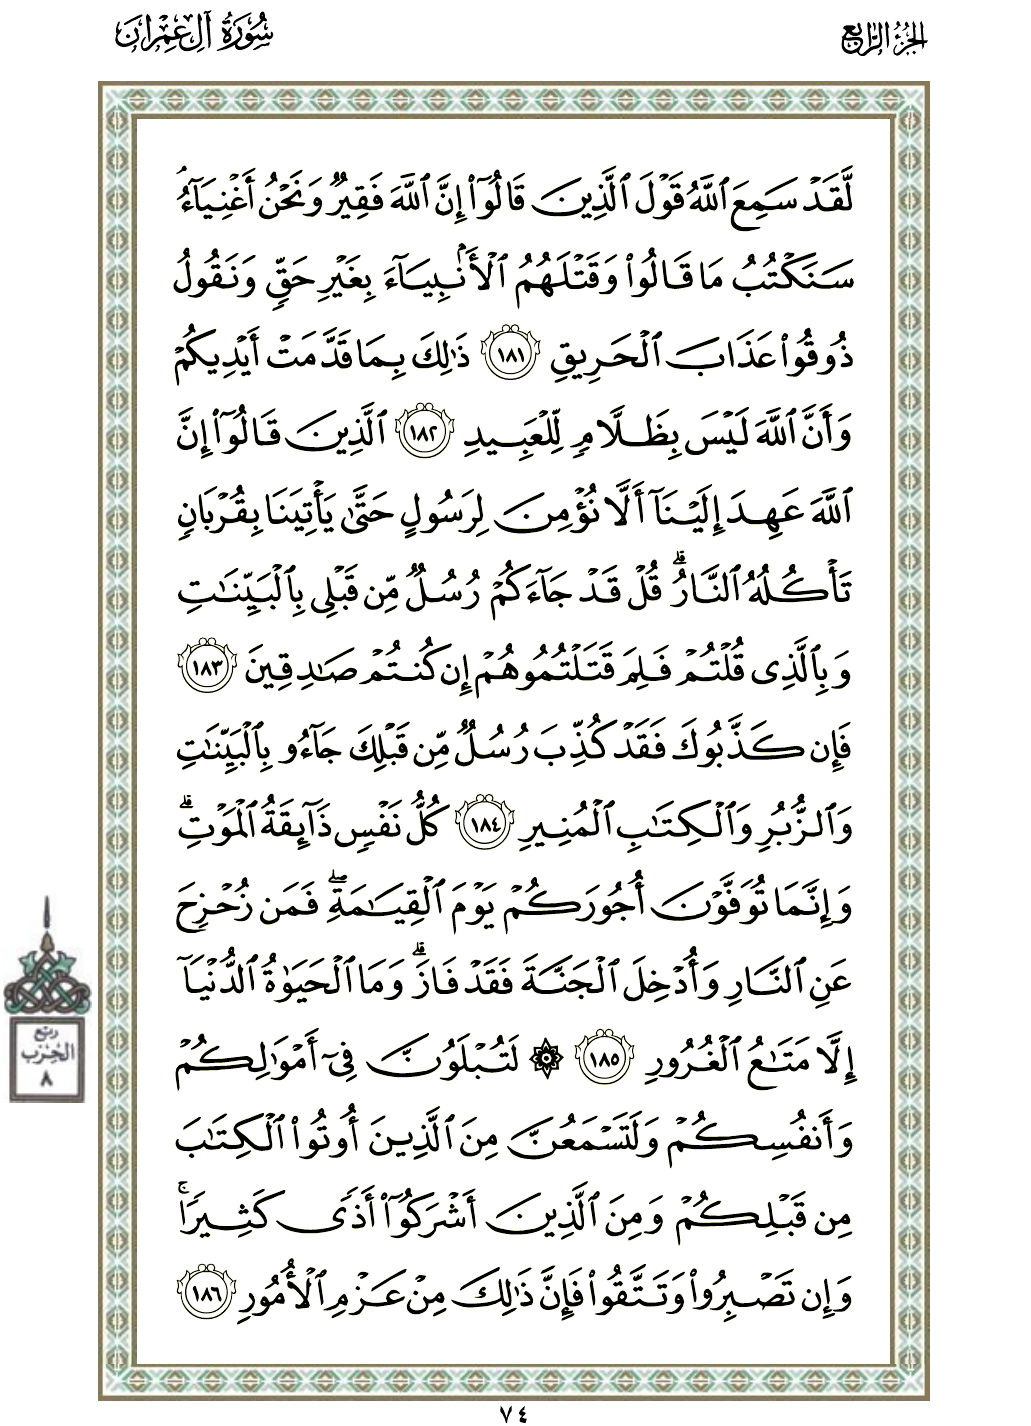 الجزء الرابع
سُورَةُ آلِ عِمْرَانَ
لَّقَدْ سَمِعَ ٱللَّهُ قَوْلَ ٱلَّذِينَ قَالُوٓا۟ إِنَّ ٱللَّهَ فَقِيرٌ وَنَحْنُ أَغْنِيَآءُ ۘ
سَنَكْتُبُ مَا قَالُوا۟ وَقَتْلَهُمُ ٱلْأَنۢبِيَآءَ بِغَيْرِ حَقٍّ وَنَقُولُ
ذُوقُوا۟ عَذَابَ ٱلْحَرِيقِ ١٨١ ذَٰلِكَ بِمَا قَدَّمَتْ أَيْدِيكُمْ
وَأَنَّ ٱللَّهَ لَيْسَ بِظَلَّامٍ لِّلْعَبِيدِ ١٨٢ ٱلَّذِينَ قَالُوٓا۟ إِنَّ
ٱللَّهَ عَهِدَ إِلَيْنَآ أَلَّا نُؤْمِنَ لِرَسُولٍ حَتَّىٰ يَأْتِيَنَا بِقُرْبَانٍ
تَأْكُلُهُ ٱلنَّارُ ۗ قُلْ قَدْ جَآءَكُمْ رُسُلٌ مِّن قَبْلِى بِٱلْبَيِّنَٰتِ
وَبِٱلَّذِى قُلْتُمْ فَلِمَ قَتَلْتُمُوهُمْ إِن كُنتُمْ صَٰدِقِينَ ١٨٣
فَإِن كَذَّبُوكَ فَقَدْ كُذِّبَ رُسُلٌ مِّن قَبْلِكَ جَآءُو بِٱلْبَيِّنَٰتِ
وَٱلزُّبُرِ وَٱلْكِتَٰبِ ٱلْمُنِيرِ ١٨٤ كُلُّ نَفْسٍ ذَآئِقَةُ ٱلْمَوْتِ ۗ
وَإِنَّمَا تُوَفَّوْنَ أُجُورَكُمْ يَوْمَ ٱلْقِيَٰمَةِ ۖ فَمَن زُحْزِحَ
عَنِ ٱلنَّارِ وَأُدْخِلَ ٱلْجَنَّةَ فَقَدْ فَازَ ۗ وَمَا ٱلْحَيَوٰةُ ٱلدُّنْيَآ
إِلَّا مَتَٰعُ ٱلْغُرُورِ ١٨٥ ۞ لَتُبْلَوُنَّ فِىٓ أَمْوَٰلِكُمْ
وَأَنفُسِكُمْ وَلَتَسْمَعُنَّ مِنَ ٱلَّذِينَ أُوتُوا۟ ٱلْكِتَٰبَ
مِن قَبْلِكُمْ وَمِنَ ٱلَّذِينَ أَشْرَكُوٓا۟ أَذًى كَثِيرًا ۚ
وَإِن تَصْبِرُوا۟ وَتَتَّقُوا۟ فَإِنَّ ذَٰلِكَ مِنْ عَزْمِ ٱلْأُمُورِ ١٨٦
ربع
الحزب
٨
٧٤